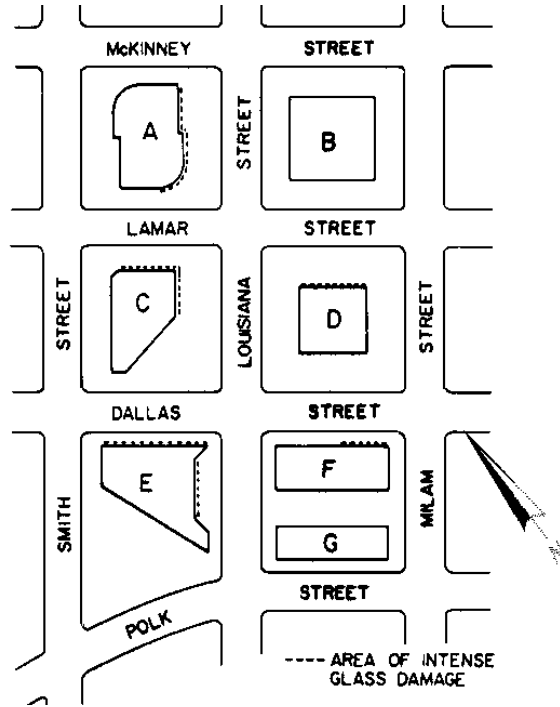 McKINNEY STREET
A
B
STREET
LAMAR STREET
C
D
STREET
LOUISIANA
STREET
DALLAS STREET
E
F
G
SMITH
MILAM
STREET
POLK
AREA OF INTENSE
GLASS DAMAGE